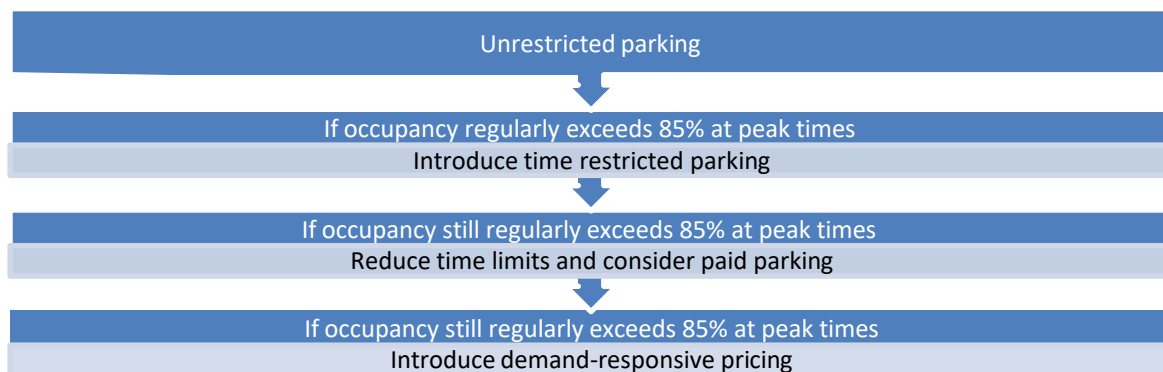 Unrestricted parking
If occupancy regularly exceeds 85% at peak times
Introduce time restricted parking
If occupancy still regularly exceeds 85% at peak times
Reduce time limits and consider paid parking
If occupancy still regularly exceeds 85% at peak times
Introduce demand-responsive pricing